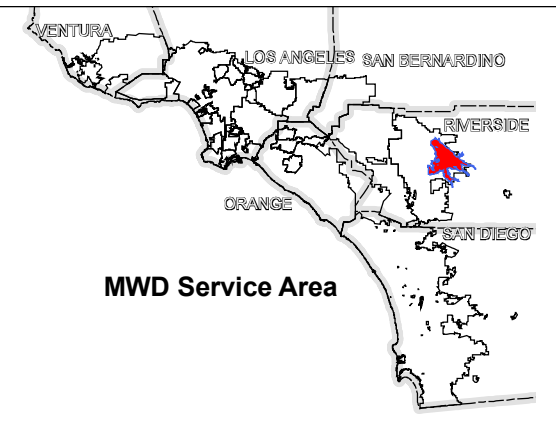 VENTURA
LOS ANGELES
SAN BERNARDINO
RIVERSIDE
ORANGE
SAN DIEGO
MWD Service Area